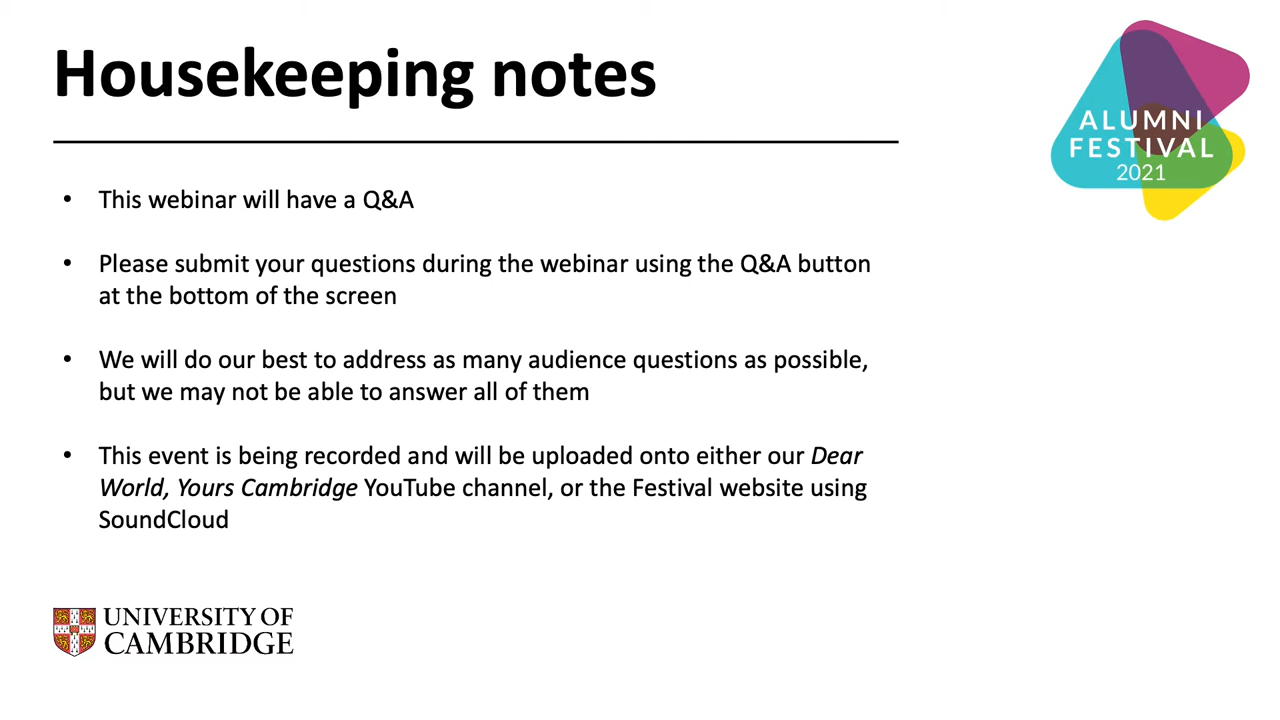 Housekeeping notes
ALUMNI
FESTIVAL
2021
• This webinar will have a Q&A
• Please submit your questions during the webinar using the Q&A button
at the bottom of the screen
• We will do our best to address as many audience questions as possible,
but we may not be able to answer all of them
• This event is being recorded and will be uploaded onto either our Dear
World, Yours Cambridge YouTube channel, or the Festival website using
SoundCloud
UNIVERSITY OF
CAMBRIDGE